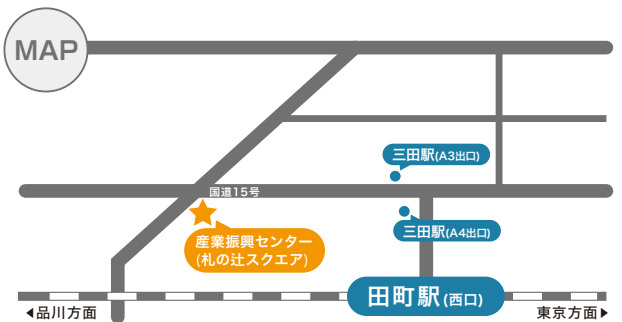 MAP
三田駅(A3出口)
国道15号
三田駅(A4出口)
産業振興センター
(札の辻スクエア)
田町駅(西口)
◀品川方面
東京方面▶